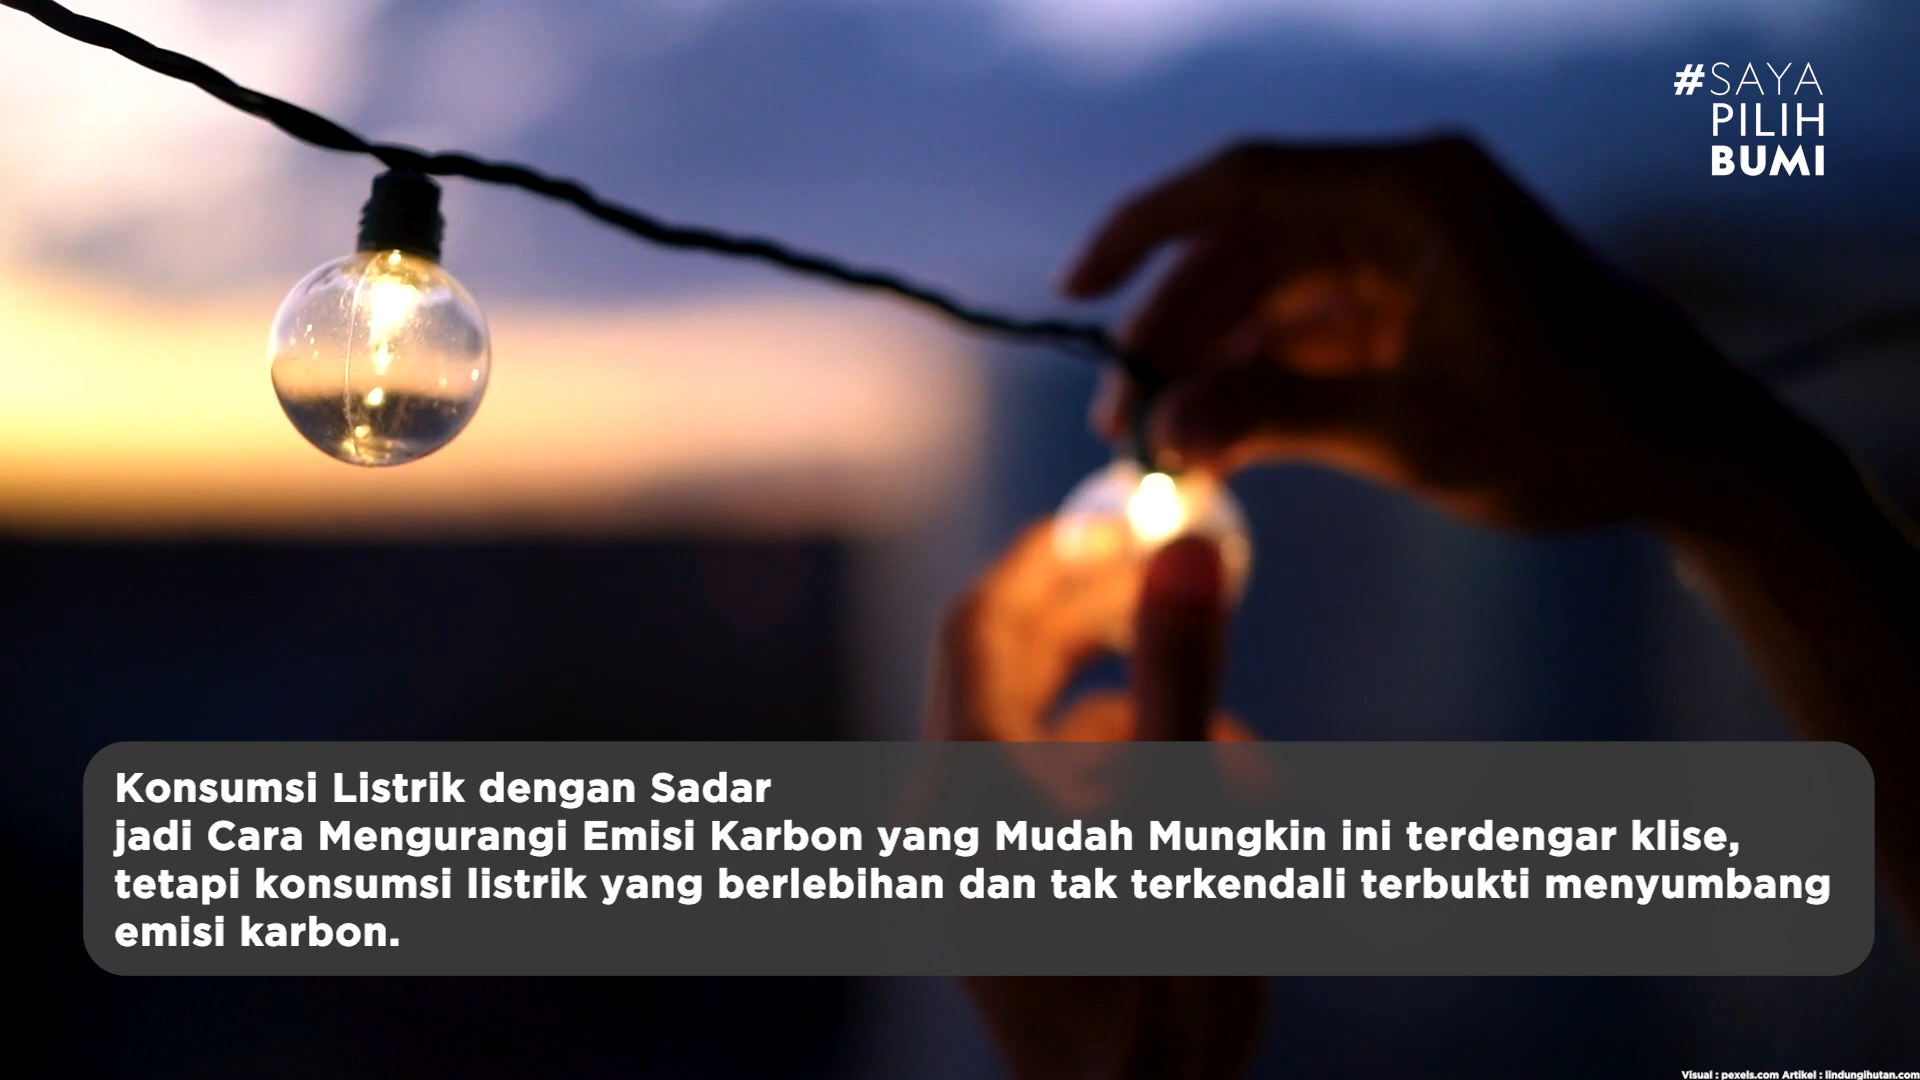 #SAYA
PILIH
BUMI
Konsumsi Listrik dengan Sadar
jadi Cara Mengurangi Emisi Karbon yang Mudah Mungkin ini terdengar klise,
tetapi konsumsi listrik yang berlebihan dan tak terkendali terbukti menyumbang
emisi karbon.
Visual : pexels.com Artikel : lindungihutan.com